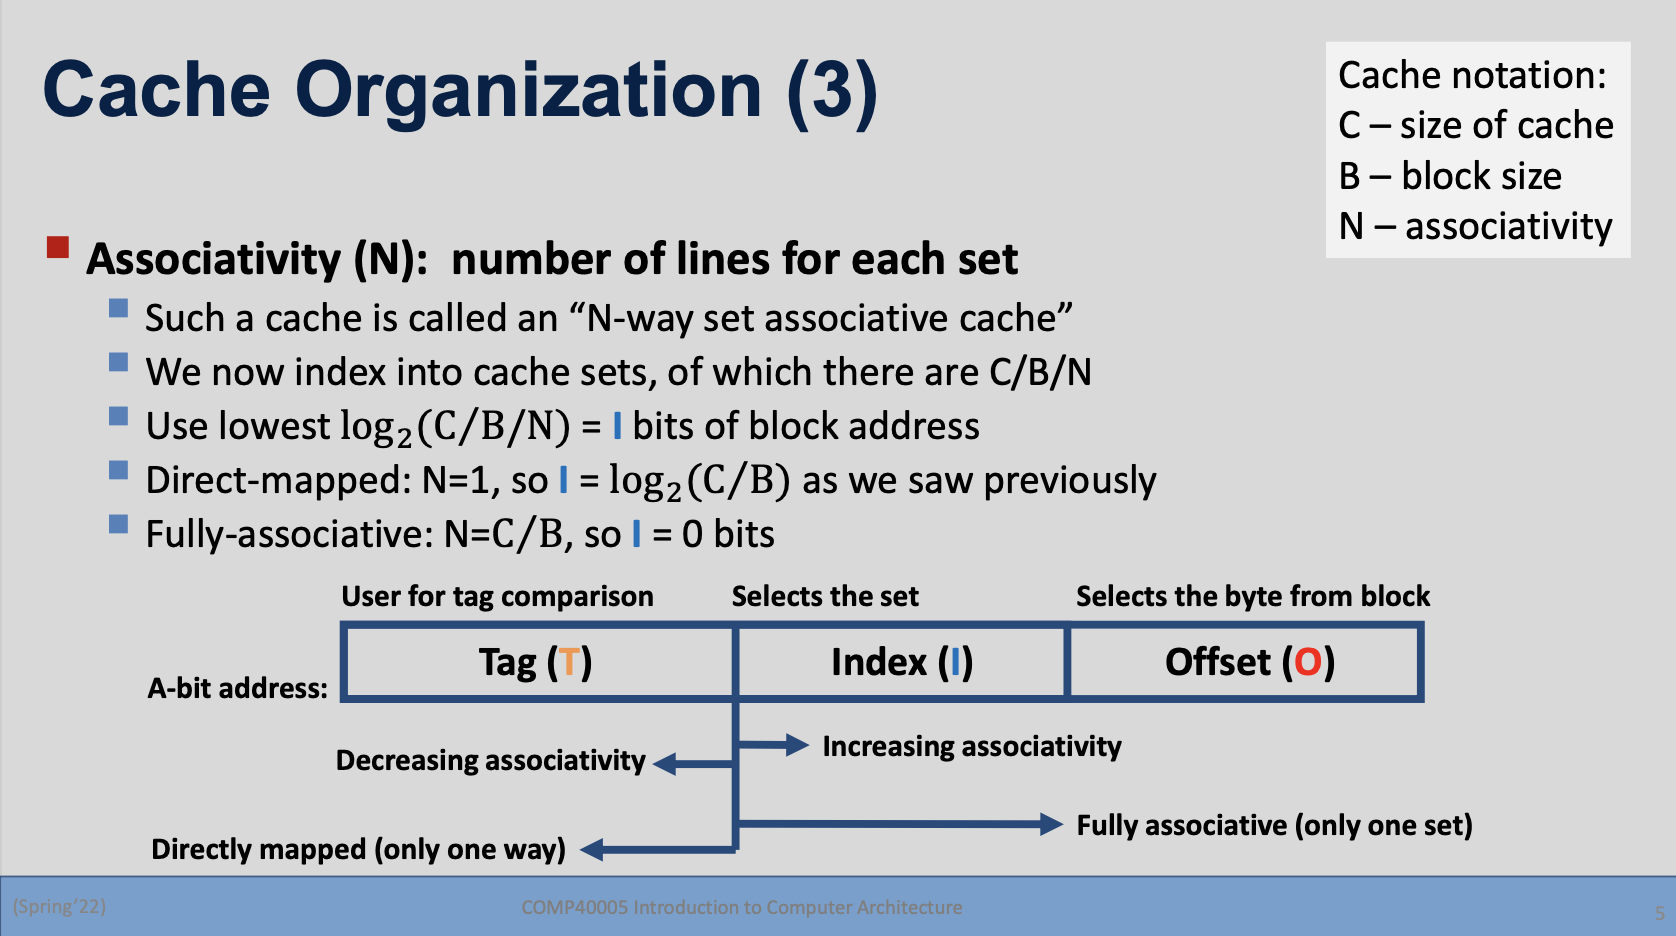 Cache Organization (3)
Cache notation:
C – size of cache
B – block size
N – associativity
Associativity (N):  number of lines for each set
Such a cache is called an “N-way set associative cache”
We now index into cache sets, of which there are C/B/N
Use lowest log₂(C/B/N) = I bits of block address
Direct-mapped: N=1, so I = log₂(C/B) as we saw previously
Fully-associative: N=C/B, so I = 0 bits
User for tag comparison
Selects the set
Selects the byte from block
A-bit address:
Tag (T)
Index (I)
Offset (O)
Increasing associativity
Decreasing associativity
Fully associative (only one set)
Directly mapped (only one way)
(Spring’22)
COMP40005 Introduction to Computer Architecture
5